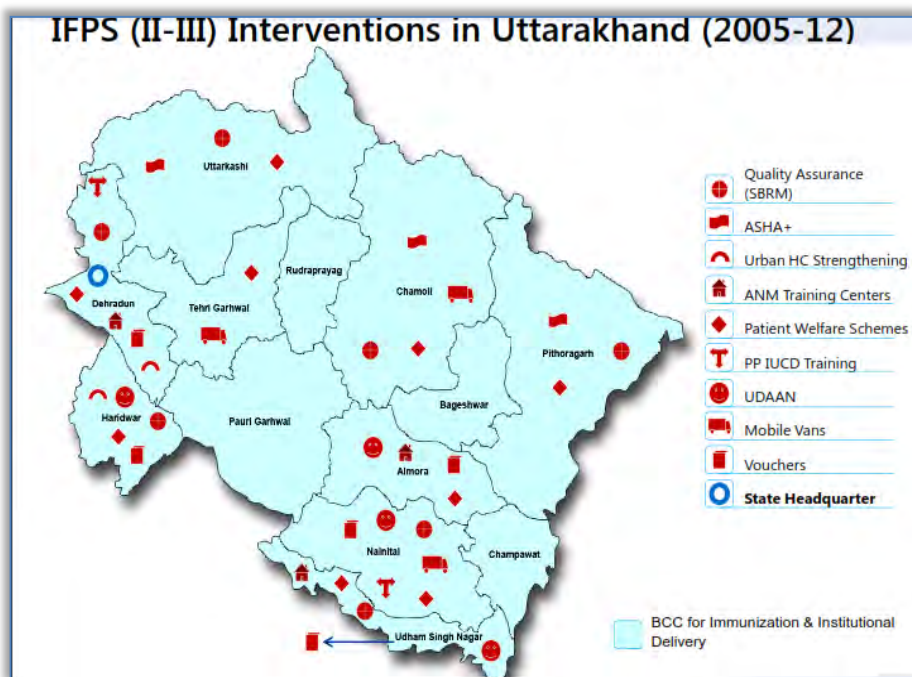 IFPS (II-III) Interventions in Uttarakhand (2005-12)
Uttarkashi
Rudraprayag
Chamoli
Dehradun
Tehri Garhwal
Pithoragarh
Bageshwar
Haridwar
Pauri Garhwal
Almora
Nainital
Champawat
Udham Singh Nagar
Quality Assurance
(SBRM)
ASHA+
Urban HC Strengthening
ANM Training Centers
Patient Welfare Schemes
PP IUCD Training
UDAAN
Mobile Vans
Vouchers
State Headquarter
BCC for Immunization & Institutional
Delivery